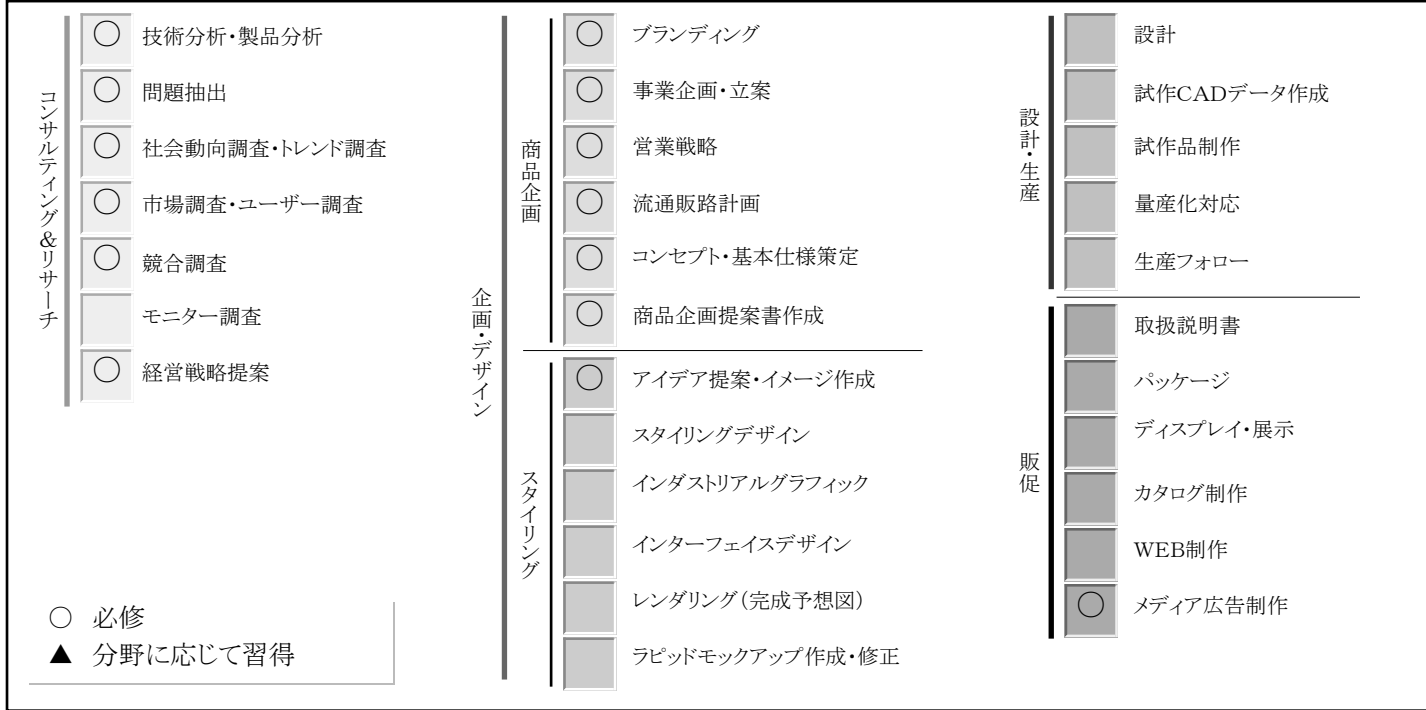 コンサルティング&リサーチ
○ 技術分析・製品分析
○ 問題抽出
○ 社会動向調査・トレンド調査
○ 市場調査・ユーザー調査
○ 競合調査
モニター調査
○ 経営戦略提案
○ 必修
▲ 分野に応じて習得
企画・デザイン
商品企画
○ ブランディング
○ 事業企画・立案
○ 営業戦略
○ 流通販路計画
○ コンセプト・基本仕様策定
○ 商品企画提案書作成
スタイリング
○ アイデア提案・イメージ作成
スタイリングデザイン
インダストリアルグラフィック
インターフェイスデザイン
レンダリング(完成予想図)
ラピッドモックアップ作成・修正
設計・生産
設計
試作CADデータ作成
試作品制作
量産化対応
生産フォロー
販促
取扱説明書
パッケージ
ディスプレイ・展示
カタログ制作
WEB制作
○ メディア広告制作